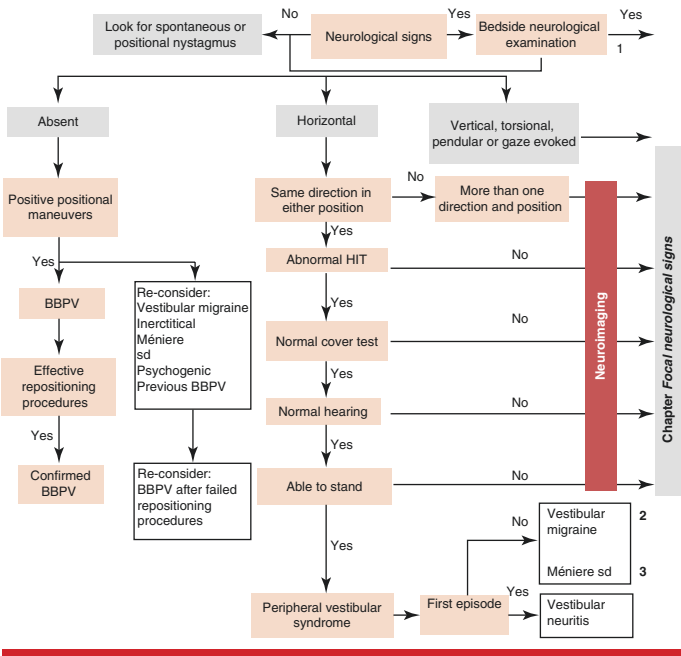 No
Look for spontaneous or
positional nystagmus
Neurological signs
Yes
Bedside neurological
examination
Yes
1
Absent
Horizontal
Vertical, torsional,
pendular or gaze evoked
Positive positional
maneuvers
Same direction in
either position
No
More than one
direction and position
Yes
Yes
Abnormal HIT
No
BBPV
Re-consider:
Vestibular migraine
Inerctitical
Méniere
sd
Psychogenic
Previous BBPV
Yes
Normal cover test
No
Effective
repositioning
procedures
Yes
Normal hearing
No
Yes
Yes
Confirmed
BBPV
Re-consider:
BBPV after failed
repositioning
procedures
Able to stand
No
Neuroimaging
Chapter Focal neurological signs
Yes
No
Vestibular
migraine
2
Méniere sd
3
Peripheral vestibular
syndrome
First episode
Yes
Vestibular
neuritis